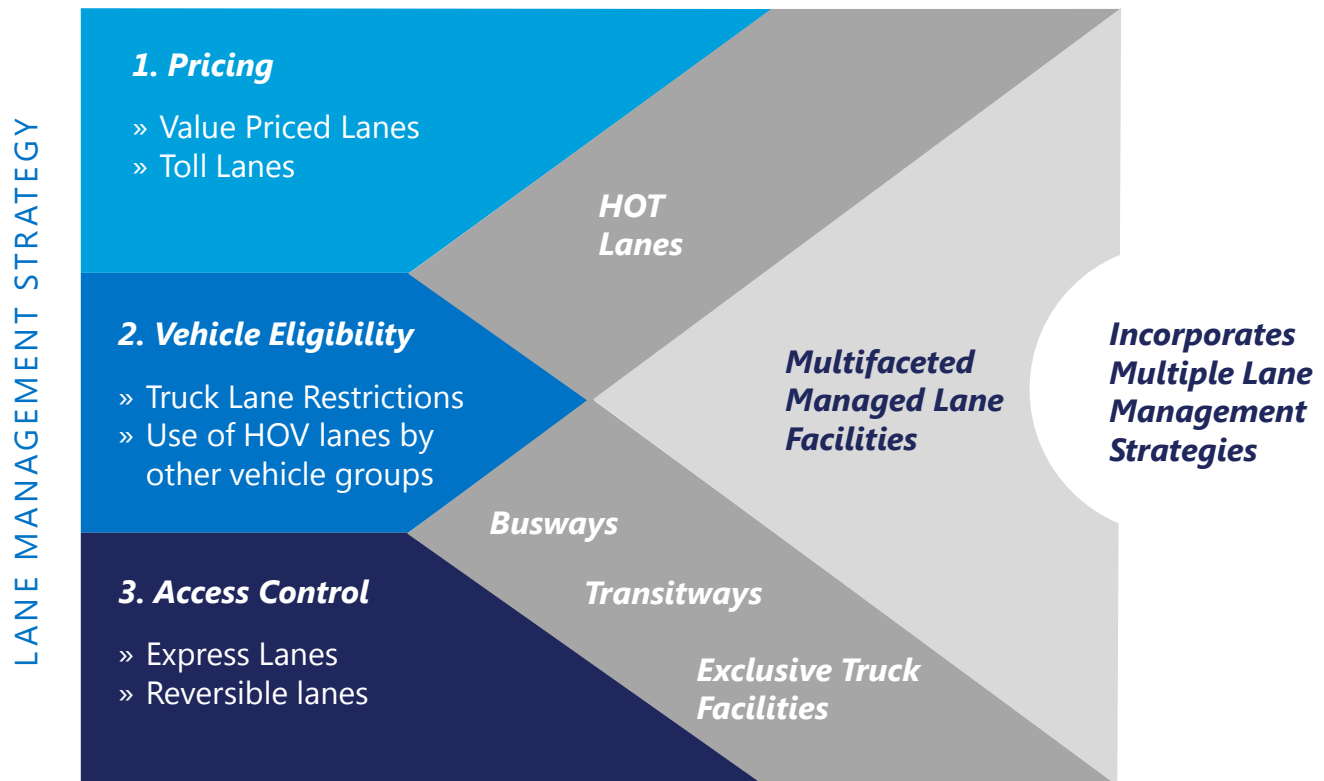 LANE MANAGEMENT STRATEGY
1. Pricing
» Value Priced Lanes
» Toll Lanes
2. Vehicle Eligibility
» Truck Lane Restrictions
» Use of HOV lanes by
other vehicle groups
3. Access Control
» Express Lanes
» Reversible lanes
HOT
Lanes
Busways
Transitways
Exclusive Truck
Facilities
Multifaceted
Managed Lane
Facilities
Incorporates
Multiple Lane
Management
Strategies